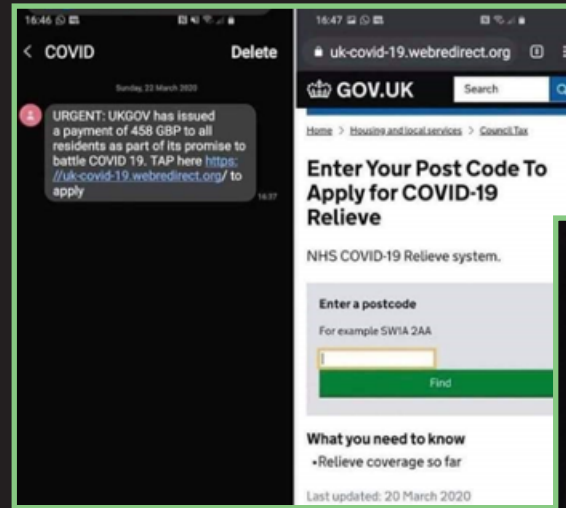 16:46
COVID Delete
Sunday, 22 March 2020
URGENT: UKGOV has issued
a payment of 458 GBP to all
residents as part of its promise to
battle COVID 19. TAP here https:
//uk-covid-19.webredirect.org/ to
apply
16:37
16:47
uk-covid-19.webredirect.org
GOV.UK Search
Home > Housing and local services > Council Tax
Enter Your Post Code To
Apply for COVID-19
Relieve
NHS COVID-19 Relieve system.
Enter a postcode
For example SW1A 2AA
Find
What you need to know
•Relieve coverage so far
Last updated: 20 March 2020